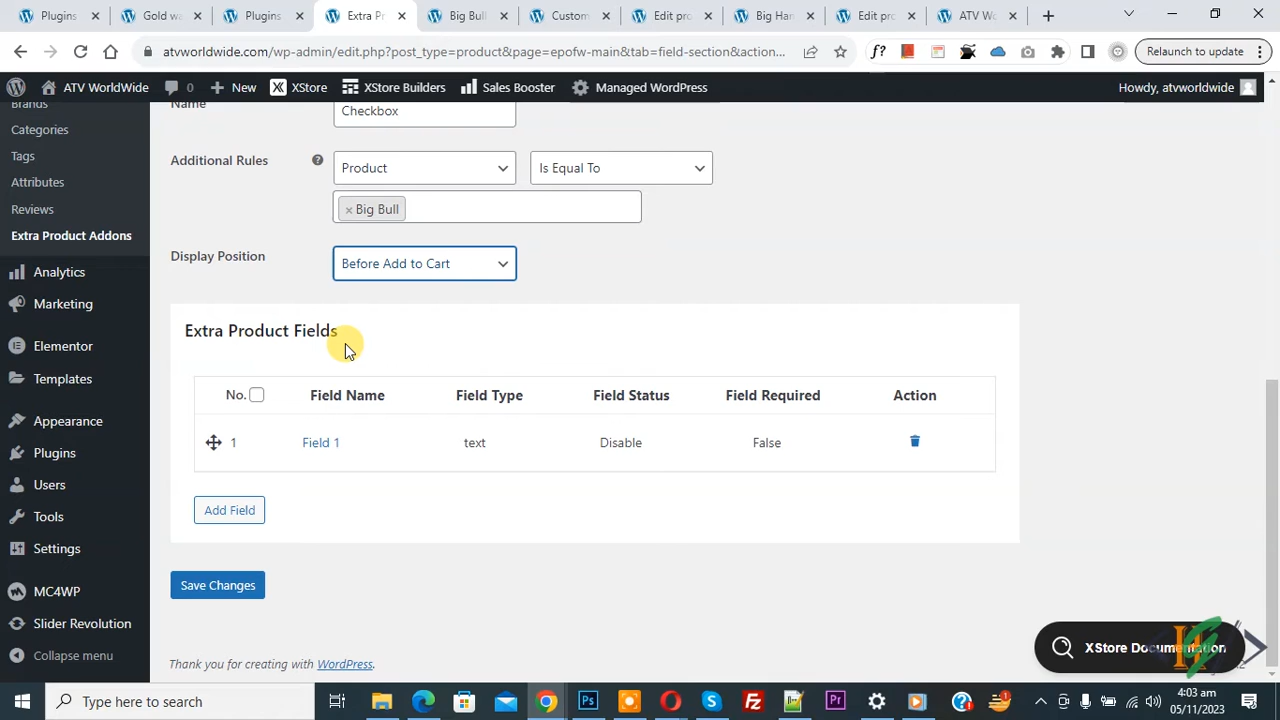 Plugins
Gold wa
Plugins
Extra Pr
Big Bull
Custom
Edit pro
Big Han
Edit pro
ATV Wo
atvworldwide.com/wp-admin/edit.php?post_type=product&page=epofw-main&tab=field-section&action...
Relaunch to update
ATV WorldWide
0
New
XStore
XStore Builders
Sales Booster
Managed WordPress
Howdy, atvworldwide
Brands
Categories
Tags
Attributes
Reviews
Extra Product Addons
Analytics
Marketing
Elementor
Templates
Appearance
Plugins
Users
Tools
Settings
MC4WP
Slider Revolution
Collapse menu
Name
Checkbox
Additional Rules
Product
Is Equal To
× Big Bull
Display Position
Before Add to Cart
Extra Product Fields
No.
Field Name
Field Type
Field Status
Field Required
Action
1
Field 1
text
Disable
False
Add Field
Save Changes
Thank you for creating with WordPress.
XStore Documentation
Type here to search
4:03 am
05/11/2023